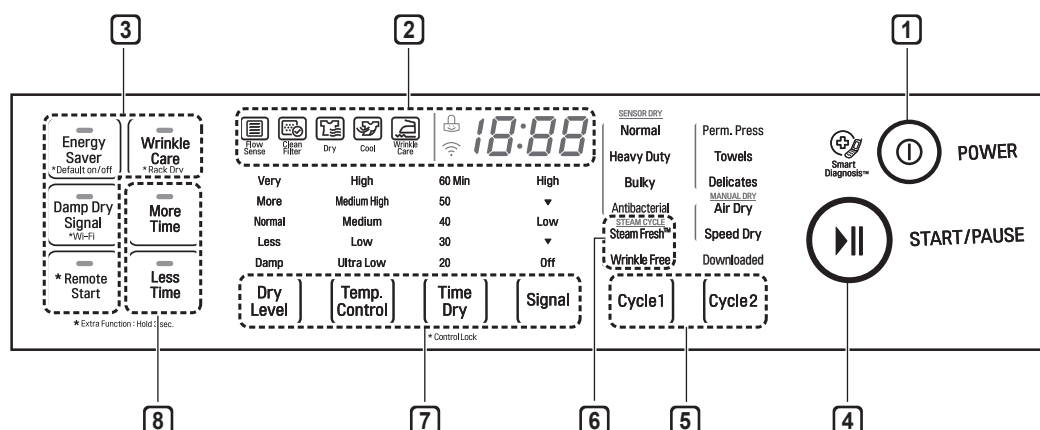 3
2
1
Energy
Saver
*Default on/off
Wrinkle
Care
*Rack Dry
Damp Dry
Signal
*Wi-Fi
More
Time
* Remote
Start
Less
Time
* Extra Function : Hold 3 sec.
Flow
Sense
Clean
Filter
Dry
Cool
Wrinkle
Care
18:88
Very High 60 Min High
More Medium High 50 ▼
Normal Medium 40 Low
Less Low 30 ▼
Damp Ultra Low 20 Off
Dry
Level
Temp.
Control
Time
Dry
Signal
* Control Lock
SENSOR DRY
Normal
Heavy Duty
Bulky
Antibacterial
STEAM CYCLE
Steam Fresh™
Wrinkle Free
Perm. Press
Towels
Delicates
MANUAL DRY
Air Dry
Speed Dry
Downloaded
Cycle1
Cycle2
Smart
Diagnosis™
POWER
START/PAUSE
8
7
6
5
4